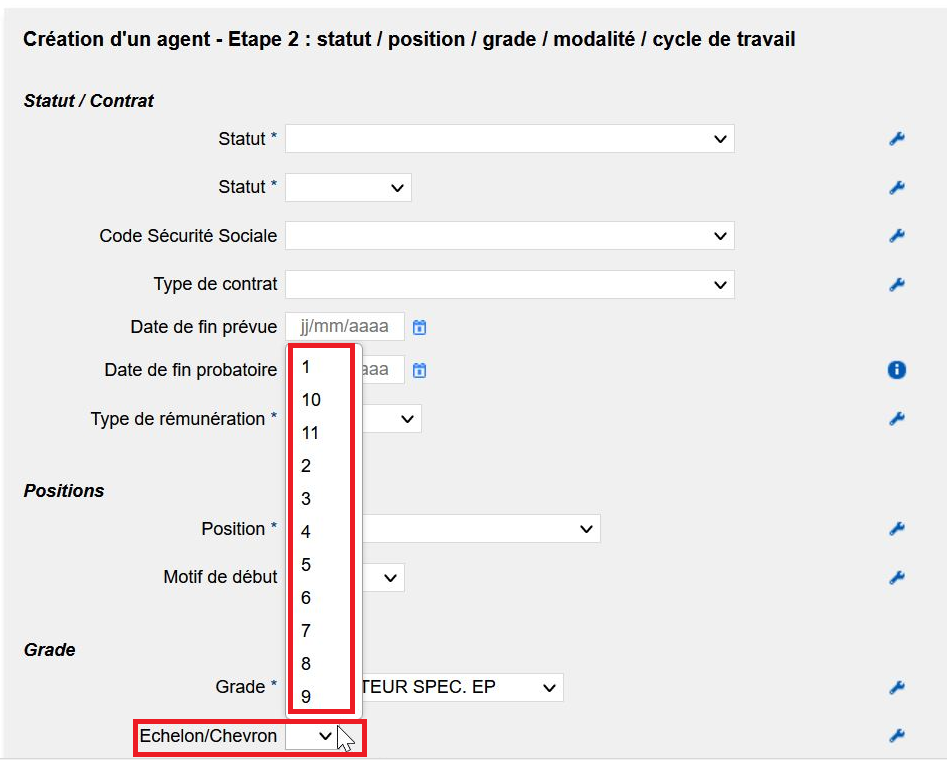 Création d'un agent - Etape 2 : statut / position / grade / modalité / cycle de travail
Statut / Contrat
Statut *
Statut *
Code Sécurité Sociale
Type de contrat
Date de fin prévue jj/mm/aaaa
Date de fin probatoire aaa
Type de rémunération *
1
10
11
2
3
4
5
6
7
8
9
Positions
Position *
Motif de début
Grade
Grade * TEUR SPEC. EP
Echelon/Chevron